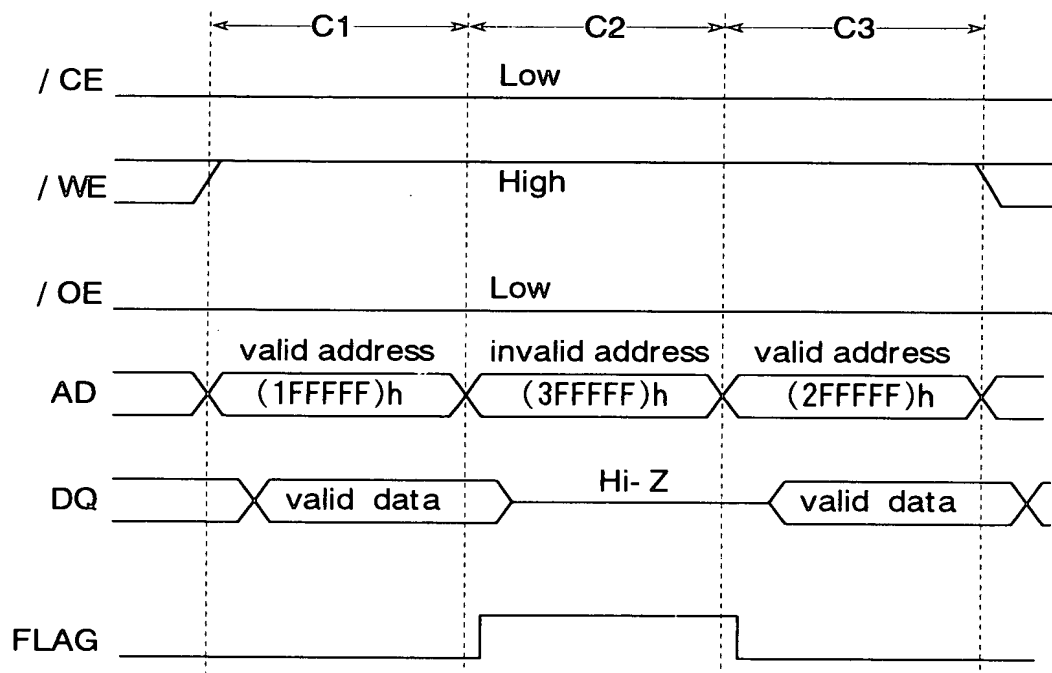 C1 C2 C3
/ CE Low
/ WE High
/ OE Low
valid address invalid address valid address
AD (1FFFFF)h (3FFFFF)h (2FFFFF)h
DQ valid data Hi-Z valid data
FLAG